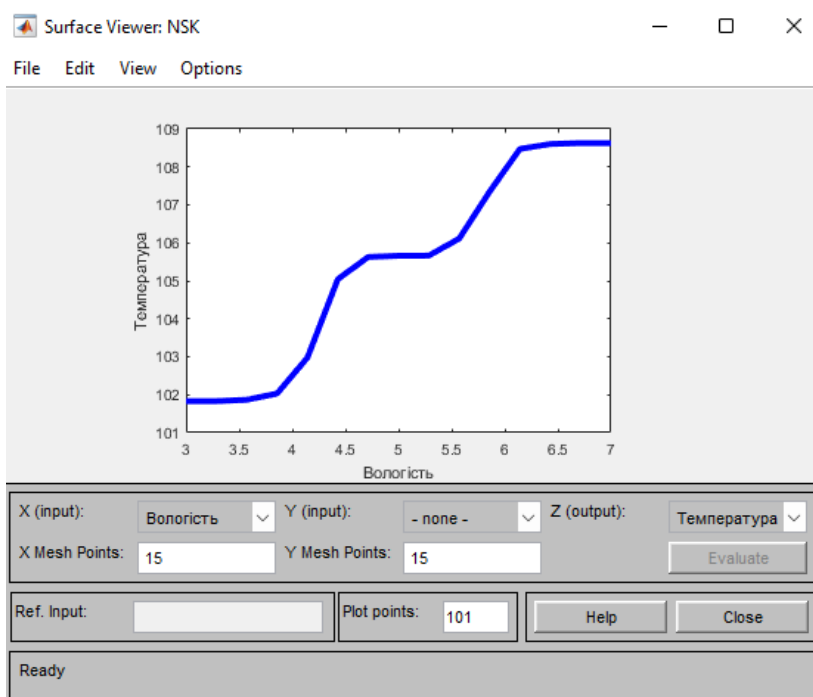 Surface Viewer: NSK
File Edit View Options
109
108
107
106
105
104
103
102
101
Температура
3 3.5 4 4.5 5 5.5 6 6.5 7
Вологість
X (input): Вологість Y (input): - none - Z (output): Температура
X Mesh Points: 15 Y Mesh Points: 15 Evaluate
Ref. Input: Plot points: 101 Help Close
Ready